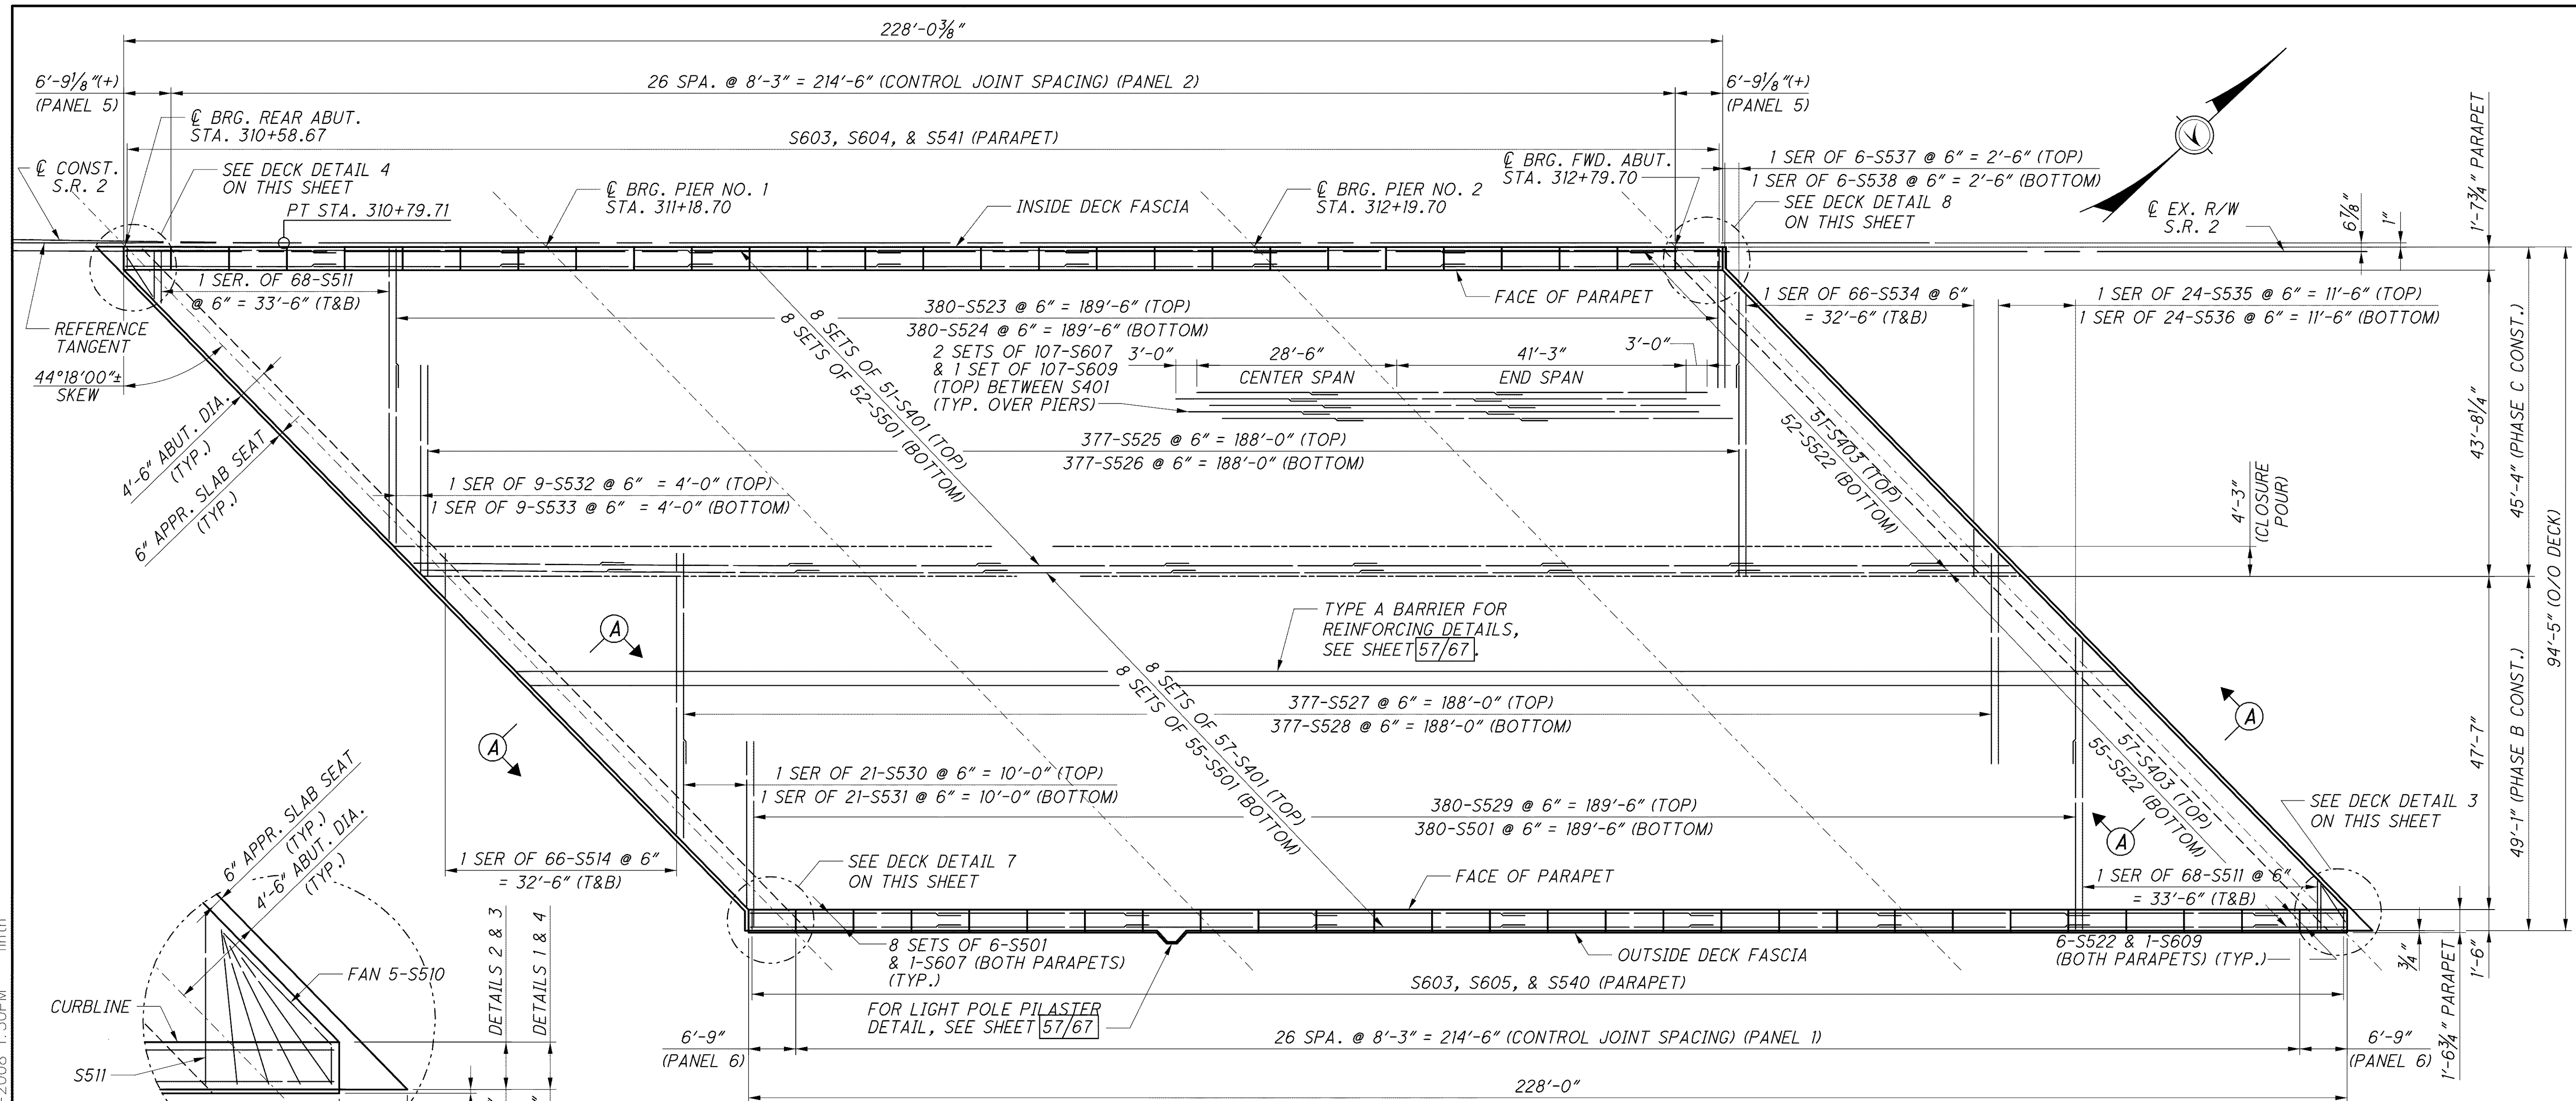 228'-0⅜"
6'-9⅛"(+)
(PANEL 5)
26 SPA. @ 8'-3" = 214'-6" (CONTROL JOINT SPACING) (PANEL 2)
6'-9⅛"(+)
(PANEL 5)
℄ BRG. REAR ABUT.
STA. 310+58.67
S603, S604, & S541 (PARAPET)
℄ CONST.
S.R. 2
SEE DECK DETAIL 4
ON THIS SHEET
PT STA. 310+79.71
℄ BRG. PIER NO. 1
STA. 311+18.70
INSIDE DECK FASCIA
℄ BRG. PIER NO. 2
STA. 312+19.70
℄ BRG. FWD. ABUT.
STA. 312+79.70
1 SER OF 6-S537 @ 6" = 2'-6" (TOP)
1 SER OF 6-S538 @ 6" = 2'-6" (BOTTOM)
SEE DECK DETAIL 8
ON THIS SHEET
℄ EX. R/W
S.R. 2
6⅞"
1"
1'-7¾" PARAPET
1 SER. OF 68-S511
@ 6" = 33'-6" (T&B)
REFERENCE
TANGENT
44°18'00"±
SKEW
4'-6" ABUT. DIA.
(TYP.)
6" APPR. SLAB SEAT
(TYP.)
380-S523 @ 6" = 189'-6" (TOP)
380-S524 @ 6" = 189'-6" (BOTTOM)
FACE OF PARAPET
1 SER OF 66-S534 @ 6"
= 32'-6" (T&B)
1 SER OF 24-S535 @ 6" = 11'-6" (TOP)
1 SER OF 24-S536 @ 6" = 11'-6" (BOTTOM)
2 SETS OF 107-S607
& 1 SET OF 107-S609
(TOP) BETWEEN S401
(TYP. OVER PIERS)
3'-0"
28'-6"
CENTER SPAN
41'-3"
END SPAN
3'-0"
8 SETS OF 51-S401 (TOP)
8 SETS OF 52-S501 (BOTTOM)
51-S403 (TOP)
52-S522 (BOTTOM)
377-S525 @ 6" = 188'-0" (TOP)
377-S526 @ 6" = 188'-0" (BOTTOM)
1 SER OF 9-S532 @ 6" = 4'-0" (TOP)
1 SER OF 9-S533 @ 6" = 4'-0" (BOTTOM)
4'-3"
(CLOSURE
POUR)
43'-8¼"
45'-4" (PHASE C CONST.)
94'-5" (O/O DECK)
A
TYPE A BARRIER FOR
REINFORCING DETAILS,
SEE SHEET 57/67.
377-S527 @ 6" = 188'-0" (TOP)
377-S528 @ 6" = 188'-0" (BOTTOM)
8 SETS OF 57-S401 (TOP)
8 SETS OF 55-S501 (BOTTOM)
57-S403 (TOP)
55-S522 (BOTTOM)
A
A
A
47'-7"
49'-1" (PHASE B CONST.)
1 SER OF 21-S530 @ 6" = 10'-0" (TOP)
1 SER OF 21-S531 @ 6" = 10'-0" (BOTTOM)
380-S529 @ 6" = 189'-6" (TOP)
380-S501 @ 6" = 189'-6" (BOTTOM)
SEE DECK DETAIL 3
ON THIS SHEET
1 SER OF 66-S514 @ 6"
= 32'-6" (T&B)
SEE DECK DETAIL 7
ON THIS SHEET
FACE OF PARAPET
1 SER OF 68-S511 @ 6"
= 33'-6" (T&B)
8 SETS OF 6-S501
& 1-S607 (BOTH PARAPETS)
(TYP.)
OUTSIDE DECK FASCIA
6-S522 & 1-S609
(BOTH PARAPETS) (TYP.)
¾"
1'-6"
1'-6¾" PARAPET
S603, S605, & S540 (PARAPET)
FOR LIGHT POLE PILASTER
DETAIL, SEE SHEET 57/67
6'-9"
(PANEL 6)
26 SPA. @ 8'-3" = 214'-6" (CONTROL JOINT SPACING) (PANEL 1)
6'-9"
(PANEL 6)
228'-0"
6" APPR. SLAB SEAT
(TYP.)
4'-6" ABUT. DIA.
(TYP.)
FAN 5-S510
CURBLINE
S511
DETAILS 2 & 3
DETAILS 1 & 4